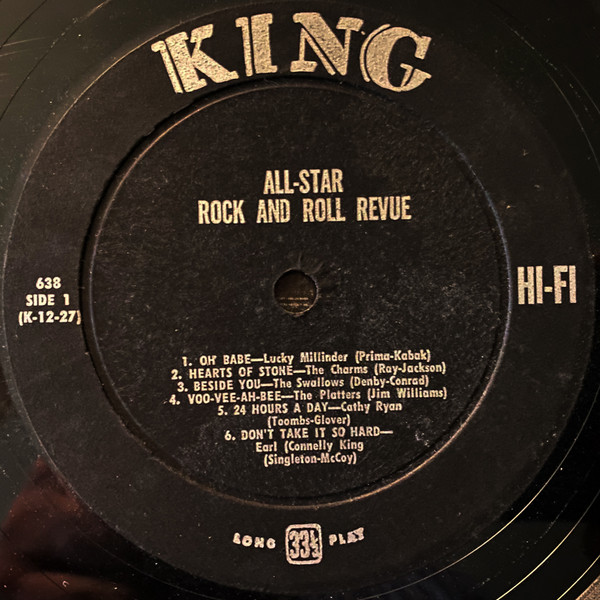 KING
ALL-STAR
ROCK AND ROLL REVUE
638
SIDE 1
(K-12-27)
HI-FI
1. OH BABE—Lucky Millinder (Prima-Kabak)
2. HEARTS OF STONE—The Charms (Ray-Jackson)
3. BESIDE YOU—The Swallows (Denby-Conrad)
4. VOO-VEE-AH-BEE—The Platters (Jim Williams)
5. 24 HOURS A DAY—Cathy Ryan
(Toombs-Glover)
6. DON'T TAKE IT SO HARD—
Earl (Connelly King
(Singleton-McCoy)
LONG 33⅓ PLAY